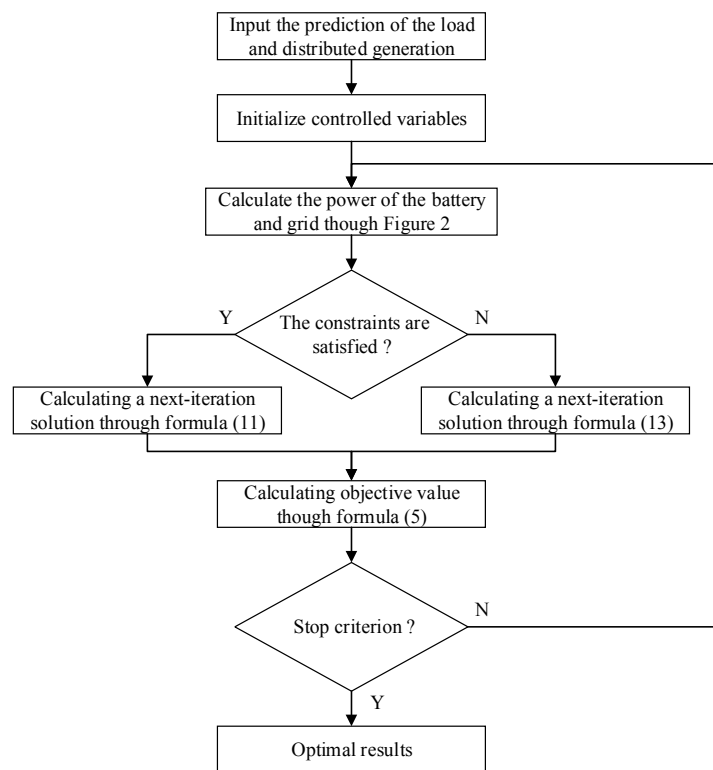 Input the prediction of the load
and distributed generation
Initialize controlled variables
Calculate the power of the battery
and grid though Figure 2
The constraints are
satisfied ?
Y
N
Calculating a next-iteration
solution through formula (11)
Calculating a next-iteration
solution through formula (13)
Calculating objective value
though formula (5)
Stop criterion ?
N
Y
Optimal results